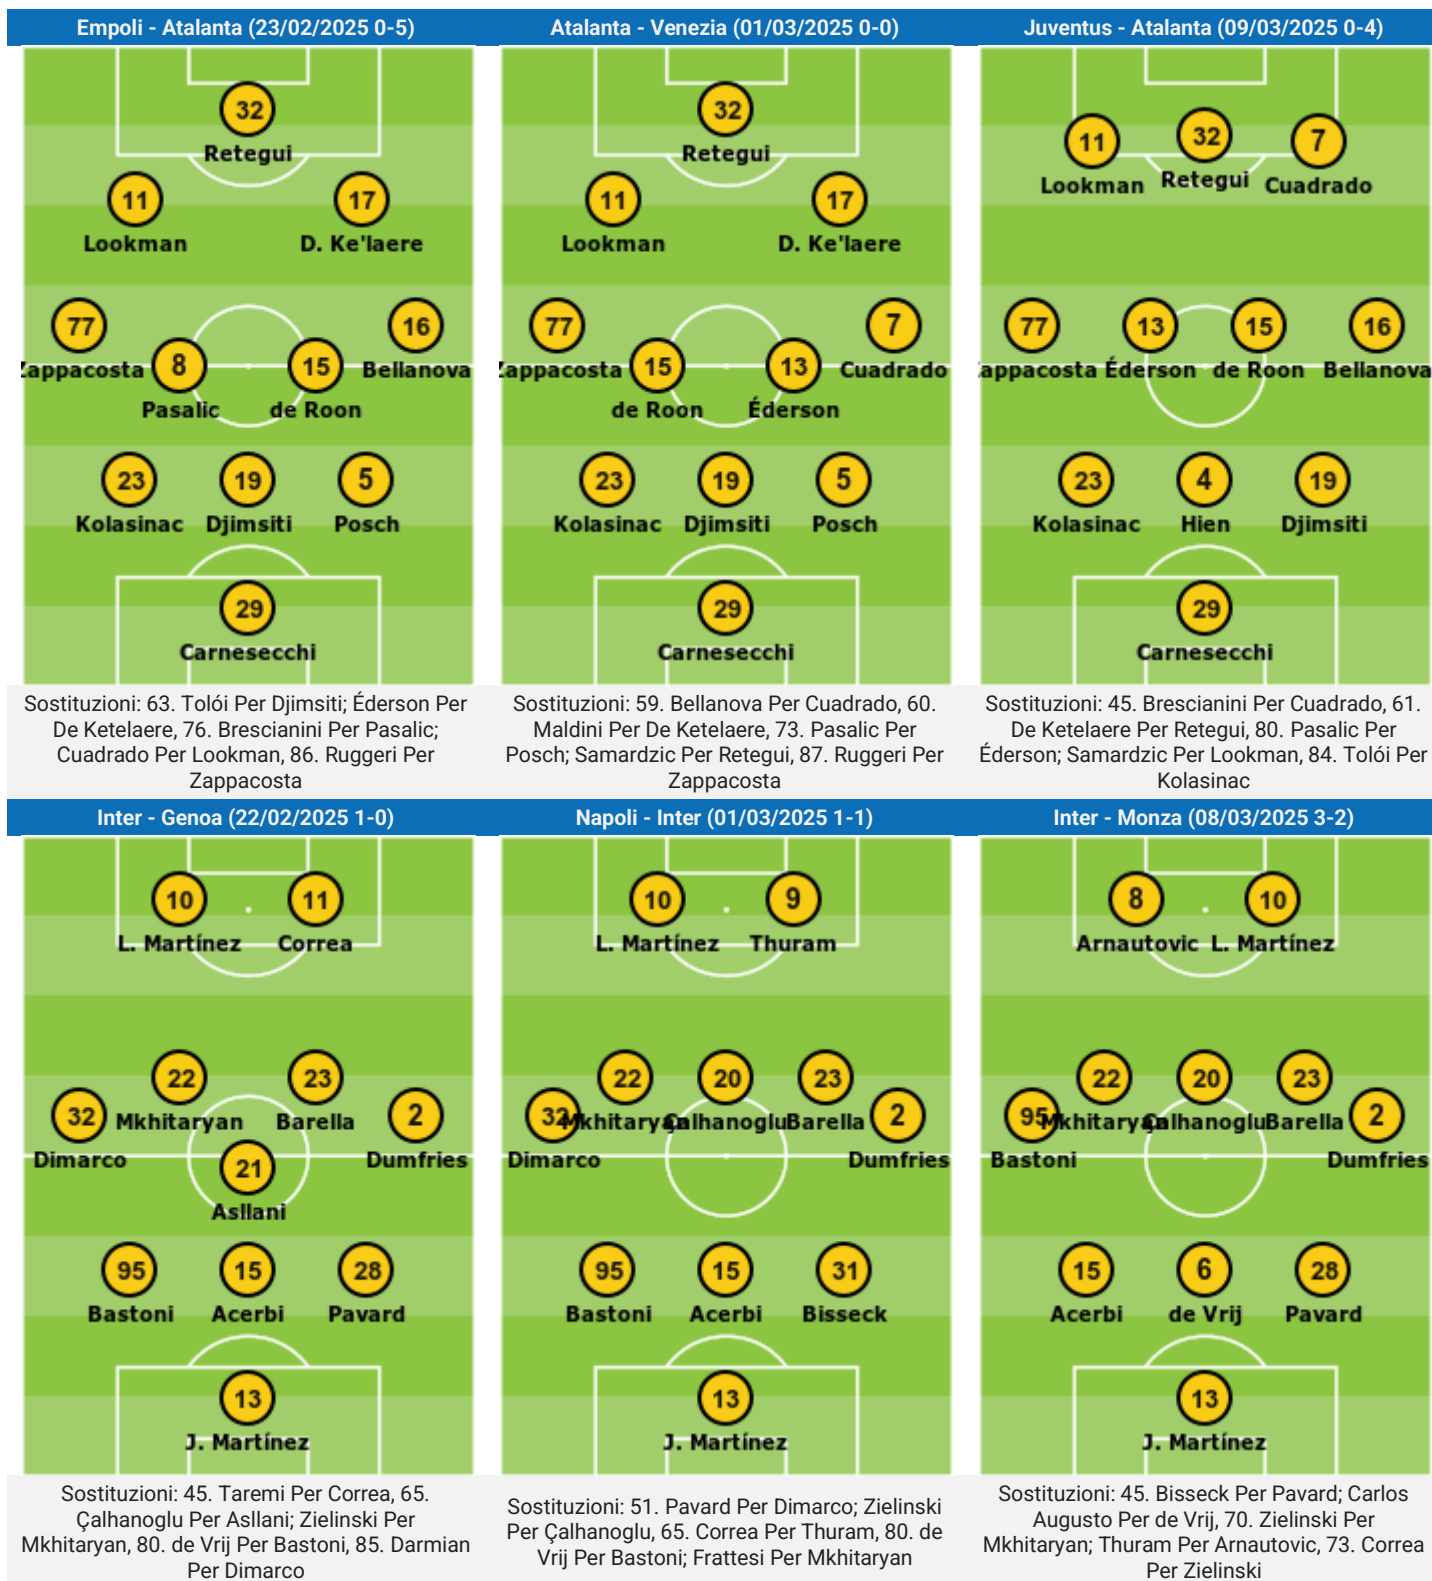 Empoli - Atalanta (23/02/2025 0-5)
32
Retegui
11
17
Lookman
D. Ke'laere
77
16
Zappacosta
8
15
Bellanova
Pasalic
de Roon
23
19
5
Kolasinac
Djimsiti
Posch
29
Carnesecchi
Sostituzioni: 63. Tolói Per Djimsiti; Éderson Per
De Ketelaere, 76. Brescianini Per Pasalic;
Cuadrado Per Lookman, 86. Ruggeri Per
Zappacosta
Atalanta - Venezia (01/03/2025 0-0)
32
Retegui
11
17
Lookman
D. Ke'laere
77
7
Zappacosta
15
13
Cuadrado
de Roon
Éderson
23
19
5
Kolasinac
Djimsiti
Posch
29
Carnesecchi
Sostituzioni: 59. Bellanova Per Cuadrado, 60.
Maldini Per De Ketelaere, 73. Pasalic Per
Posch; Samardzic Per Retegui, 87. Ruggeri Per
Zappacosta
Juventus - Atalanta (09/03/2025 0-4)
11
32
7
Lookman
Retegui
Cuadrado
77
13
15
16
Zappacosta
Éderson
de Roon
Bellanova
23
4
19
Kolasinac
Hien
Djimsiti
29
Carnesecchi
Sostituzioni: 45. Brescianini Per Cuadrado, 61.
De Ketelaere Per Retegui, 80. Pasalic Per
Éderson; Samardzic Per Lookman, 84. Tolói Per
Kolasinac
Inter - Genoa (22/02/2025 1-0)
10
11
L. Martínez
Correa
22
23
32
2
Mkhitaryan
Barella
Dimarco
Dumfries
21
Asllani
95
15
28
Bastoni
Acerbi
Pavard
13
J. Martínez
Sostituzioni: 45. Taremi Per Correa, 65.
Çalhanoglu Per Asllani; Zielinski Per
Mkhitaryan, 80. de Vrij Per Bastoni, 85. Darmian
Per Dimarco
Napoli - Inter (01/03/2025 1-1)
10
9
L. Martínez
Thuram
22
20
23
32
2
Mkhitaryan
Çalhanoglu
Barella
Dimarco
Dumfries
95
15
31
Bastoni
Acerbi
Bisseck
13
J. Martínez
Sostituzioni: 51. Pavard Per Dimarco; Zielinski
Per Çalhanoglu, 65. Correa Per Thuram, 80. de
Vrij Per Bastoni; Frattesi Per Mkhitaryan
Inter - Monza (08/03/2025 3-2)
8
10
Arnautovic
L. Martínez
22
20
23
95
2
Mkhitaryan
Çalhanoglu
Barella
Bastoni
Dumfries
15
6
28
Acerbi
de Vrij
Pavard
13
J. Martínez
Sostituzioni: 45. Bisseck Per Pavard; Carlos
Augusto Per de Vrij, 70. Zielinski Per
Mkhitaryan; Thuram Per Arnautovic, 73. Correa
Per Zielinski